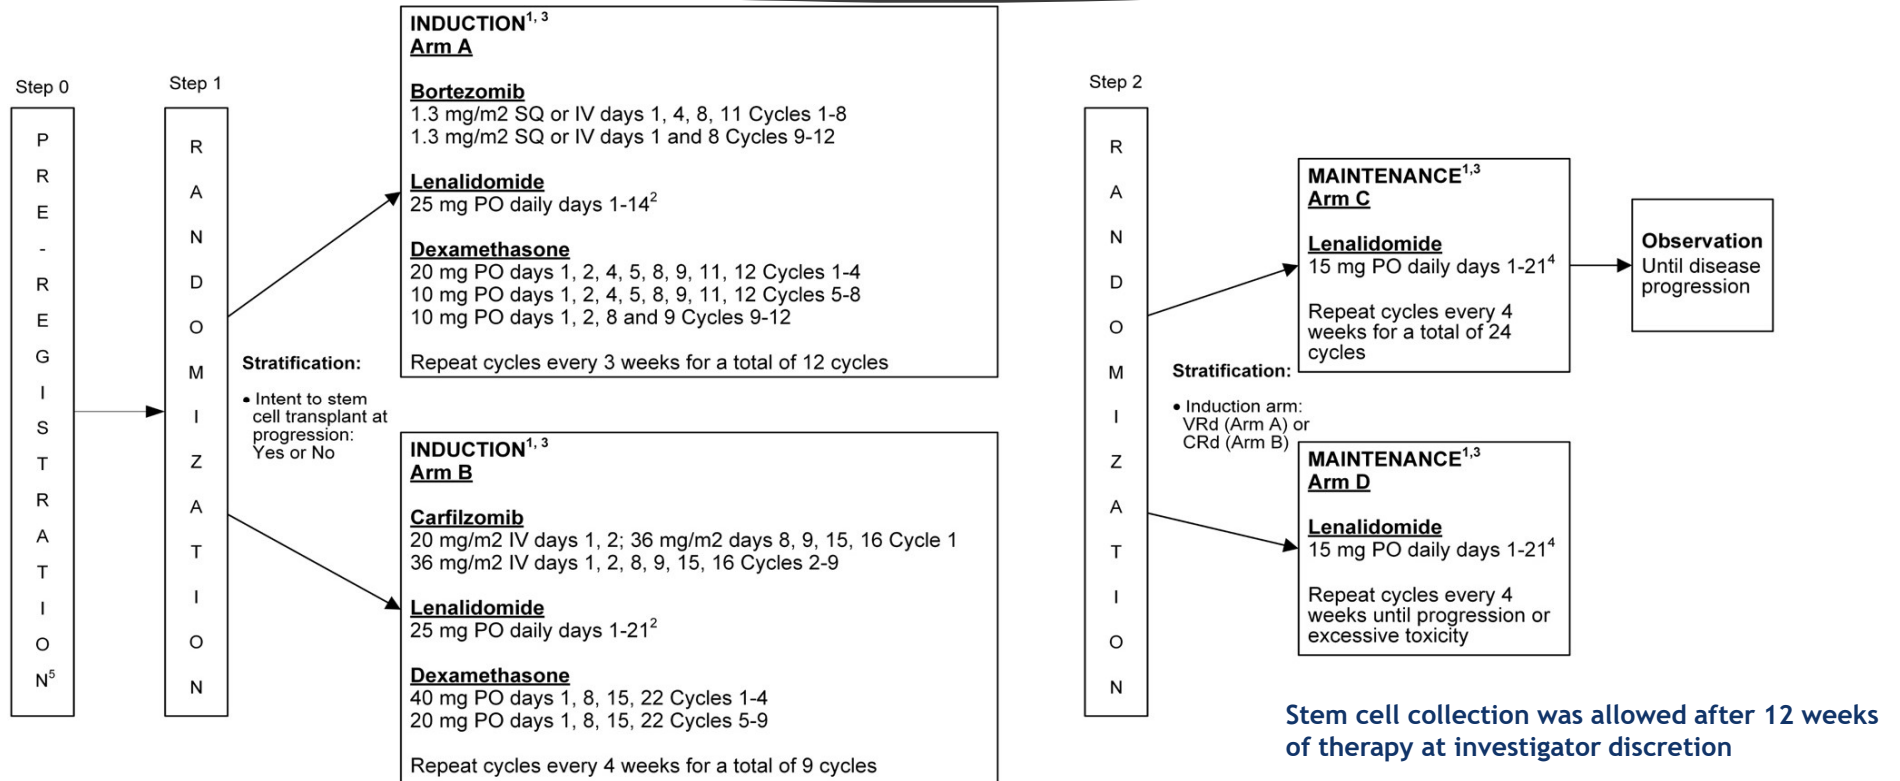 Step 0
PRE-REGISTRATION⁵
Step 1
RANDOMIZATION
Stratification:
• Intent to stem
cell transplant at
progression:
Yes or No
INDUCTION¹, ³
Arm A
Bortezomib
1.3 mg/m2 SQ or IV days 1, 4, 8, 11 Cycles 1-8
1.3 mg/m2 SQ or IV days 1 and 8 Cycles 9-12
Lenalidomide
25 mg PO daily days 1-14²
Dexamethasone
20 mg PO days 1, 2, 4, 5, 8, 9, 11, 12 Cycles 1-4
10 mg PO days 1, 2, 4, 5, 8, 9, 11, 12 Cycles 5-8
10 mg PO days 1, 2, 8 and 9 Cycles 9-12
Repeat cycles every 3 weeks for a total of 12 cycles
INDUCTION¹, ³
Arm B
Carfilzomib
20 mg/m2 IV days 1, 2; 36 mg/m2 days 8, 9, 15, 16 Cycle 1
36 mg/m2 IV days 1, 2, 8, 9, 15, 16 Cycles 2-9
Lenalidomide
25 mg PO daily days 1-21²
Dexamethasone
40 mg PO days 1, 8, 15, 22 Cycles 1-4
20 mg PO days 1, 8, 15, 22 Cycles 5-9
Repeat cycles every 4 weeks for a total of 9 cycles
Step 2
RANDOMIZATION
Stratification:
• Induction arm:
VRd (Arm A) or
CRd (Arm B)
MAINTENANCE¹,³
Arm C
Lenalidomide
15 mg PO daily days 1-21⁴
Repeat cycles every 4
weeks for a total of 24
cycles
Observation
Until disease
progression
MAINTENANCE¹,³
Arm D
Lenalidomide
15 mg PO daily days 1-21⁴
Repeat cycles every 4
weeks until progression or
excessive toxicity
Stem cell collection was allowed after 12 weeks
of therapy at investigator discretion